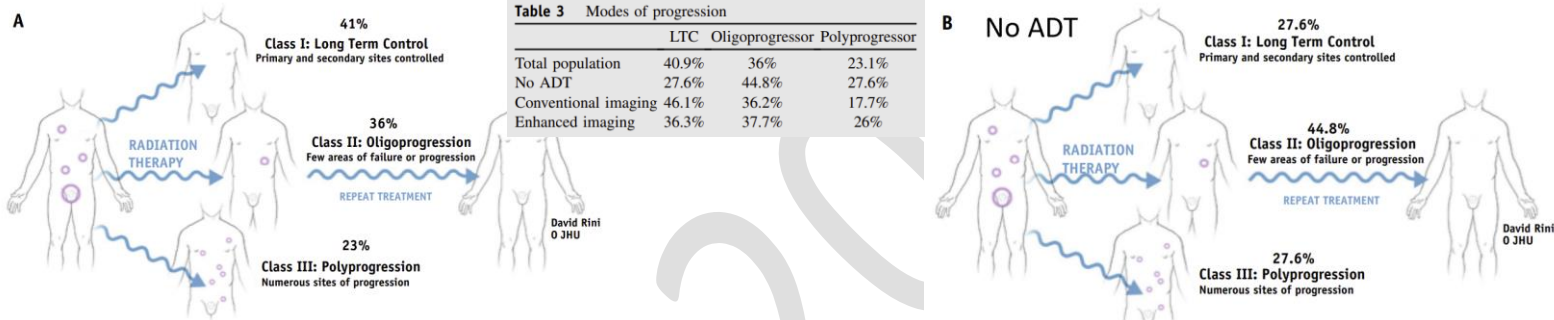 A
41%
Class I: Long Term Control
Primary and secondary sites controlled
RADIATION
THERAPY
36%
Class II: Oligoprogression
Few areas of failure or progression
REPEAT TREATMENT
David Rini
O JHU
23%
Class III: Polyprogression
Numerous sites of progression
Table 3 Modes of progression
LTC Oligoprogressor Polyprogressor
Total population 40.9% 36% 23.1%
No ADT 27.6% 44.8% 27.6%
Conventional imaging 46.1% 36.2% 17.7%
Enhanced imaging 36.3% 37.7% 26%
B
No ADT
27.6%
Class I: Long Term Control
Primary and secondary sites controlled
RADIATION
THERAPY
44.8%
Class II: Oligoprogression
Few areas of failure or progression
REPEAT TREATMENT
David Rini
O JHU
27.6%
Class III: Polyprogression
Numerous sites of progression